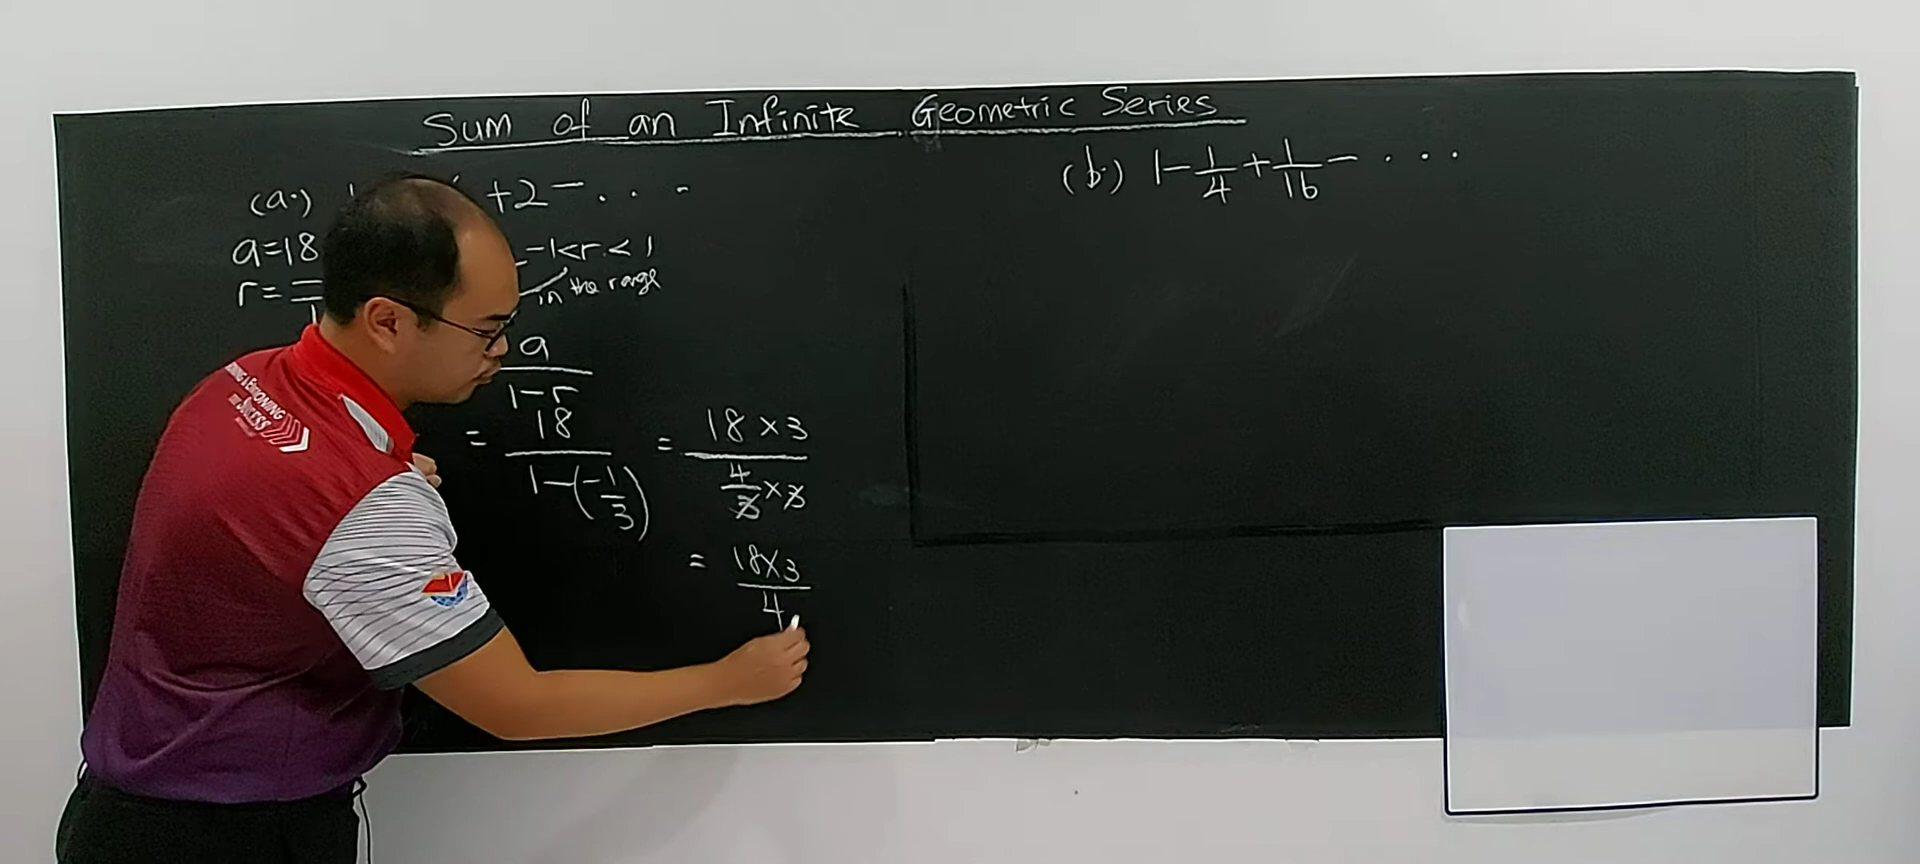 Sum of an Infinite Geometric Series
(a.) +2 - . . .
a=18 -1<r<1
r= in the range
a
1-r
= 18 / 1-(-1/3) = 18×3 / 4/3×3
= 18×3 / 4
(b.) 1-1/4+1/16- . . . .
Success